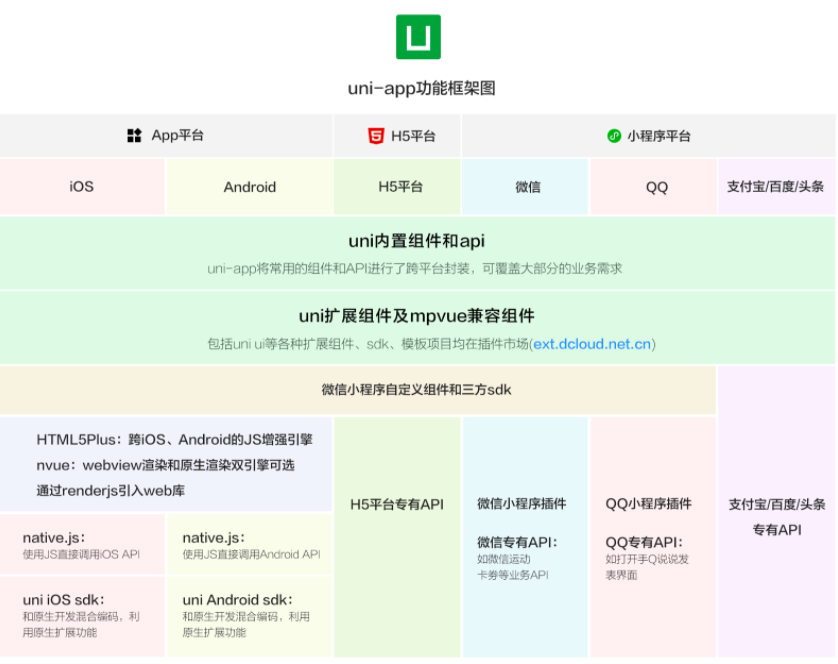 uni-app功能框架图
App平台
H5平台
小程序平台
iOS
Android
H5平台
微信
QQ
支付宝/百度/头条
uni内置组件和api
uni-app将常用的组件和API进行了跨平台封装，可覆盖大部分的业务需求
uni扩展组件及mpvue兼容组件
包括uni ui等各种扩展组件、sdk、模板项目均在插件市场(ext.dcloud.net.cn)
微信小程序自定义组件和三方sdk
HTML5Plus：跨iOS、Android的JS增强引擎
nvue：webview渲染和原生渲染双引擎可选
通过renderjs引入web库
native.js：
使用JS直接调用iOS API
native.js：
使用JS直接调用Android API
uni iOS sdk：
和原生开发混合编码，利
用原生扩展功能
uni Android sdk：
和原生开发混合编码，利用
原生扩展功能
H5平台专有API
微信小程序插件
微信专有API：
如微信运动
卡券等业务API
QQ小程序插件
QQ专有API：
如打开手Q说说发
表界面
支付宝/百度/头条
专有API